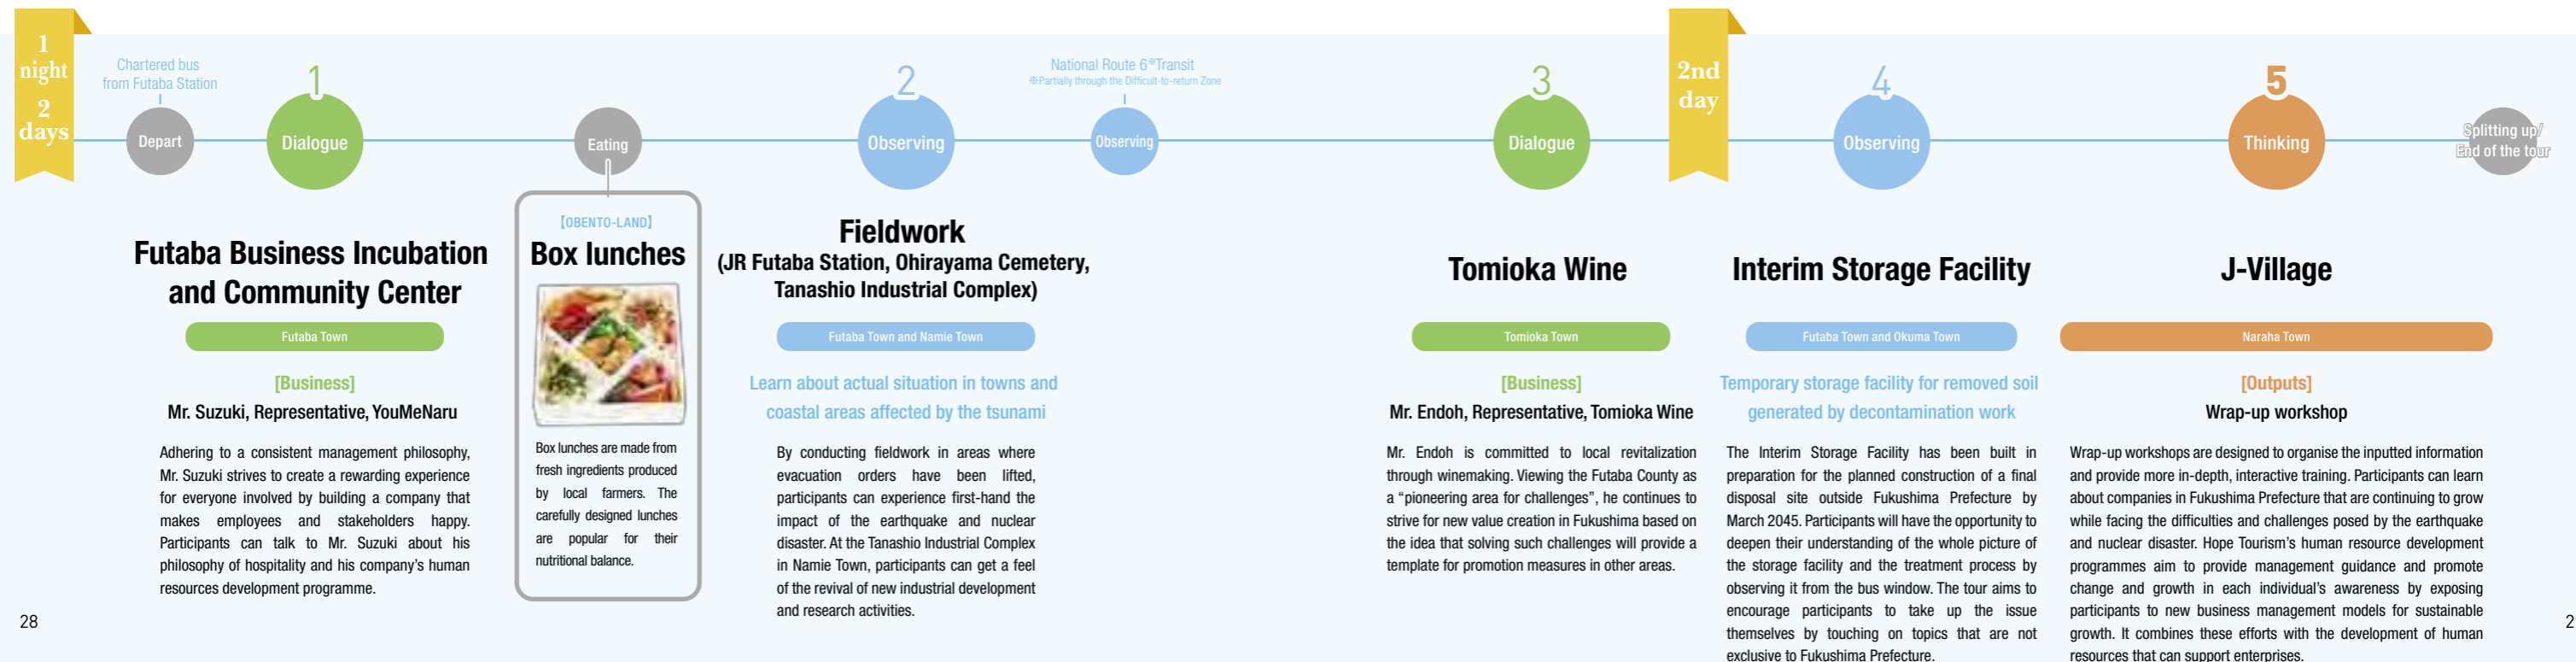 1
night
2
days
Chartered bus
from Futaba Station
Depart
1
Dialogue
Eating
2
Observing
National Route 6※Transit
※Partially through the Difficult-to-return Zone
Observing
3
Dialogue
2nd
day
4
Observing
5
Thinking
Splitting up/
End of the tour
Futaba Business Incubation
and Community Center
Futaba Town
[Business]
Mr. Suzuki, Representative, YouMeNaru
Adhering to a consistent management philosophy,
Mr. Suzuki strives to create a rewarding experience
for everyone involved by building a company that
makes employees and stakeholders happy.
Participants can talk to Mr. Suzuki about his
philosophy of hospitality and his company's human
resources development programme.
【OBENTO-LAND】
Box lunches
Box lunches are made from
fresh ingredients produced
by local farmers. The
carefully designed lunches
are popular for their
nutritional balance.
Fieldwork
(JR Futaba Station, Ohirayama Cemetery,
Tanashio Industrial Complex)
Futaba Town and Namie Town
Learn about actual situation in towns and
coastal areas affected by the tsunami
By conducting fieldwork in areas where
evacuation orders have been lifted,
participants can experience first-hand the
impact of the earthquake and nuclear
disaster. At the Tanashio Industrial Complex
in Namie Town, participants can get a feel
of the revival of new industrial development
and research activities.
Tomioka Wine
Tomioka Town
[Business]
Mr. Endoh, Representative, Tomioka Wine
Mr. Endoh is committed to local revitalization
through winemaking. Viewing the Futaba County as
a “pioneering area for challenges”, he continues to
strive for new value creation in Fukushima based on
the idea that solving such challenges will provide a
template for promotion measures in other areas.
Interim Storage Facility
Futaba Town and Okuma Town
Temporary storage facility for removed soil
generated by decontamination work
The Interim Storage Facility has been built in
preparation for the planned construction of a final
disposal site outside Fukushima Prefecture by
March 2045. Participants will have the opportunity to
deepen their understanding of the whole picture of
the storage facility and the treatment process by
observing it from the bus window. The tour aims to
encourage participants to take up the issue
themselves by touching on topics that are not
exclusive to Fukushima Prefecture.
J-Village
Naraha Town
[Outputs]
Wrap-up workshop
Wrap-up workshops are designed to organise the inputted information
and provide more in-depth, interactive training. Participants can learn
about companies in Fukushima Prefecture that are continuing to grow
while facing the difficulties and challenges posed by the earthquake
and nuclear disaster. Hope Tourism's human resource development
programmes aim to provide management guidance and promote
change and growth in each individual's awareness by exposing
participants to new business management models for sustainable
growth. It combines these efforts with the development of human
resources that can support enterprises.
28
2